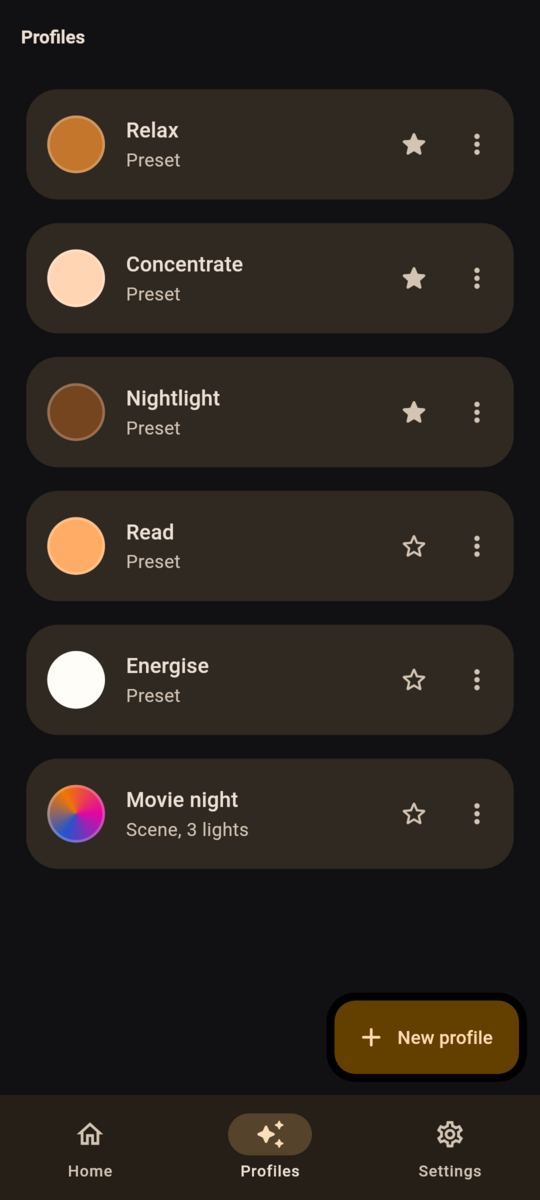 Profiles
Relax
Preset
Concentrate
Preset
Nightlight
Preset
Read
Preset
Energise
Preset
Movie night
Scene, 3 lights
New profile
Home
Profiles
Settings